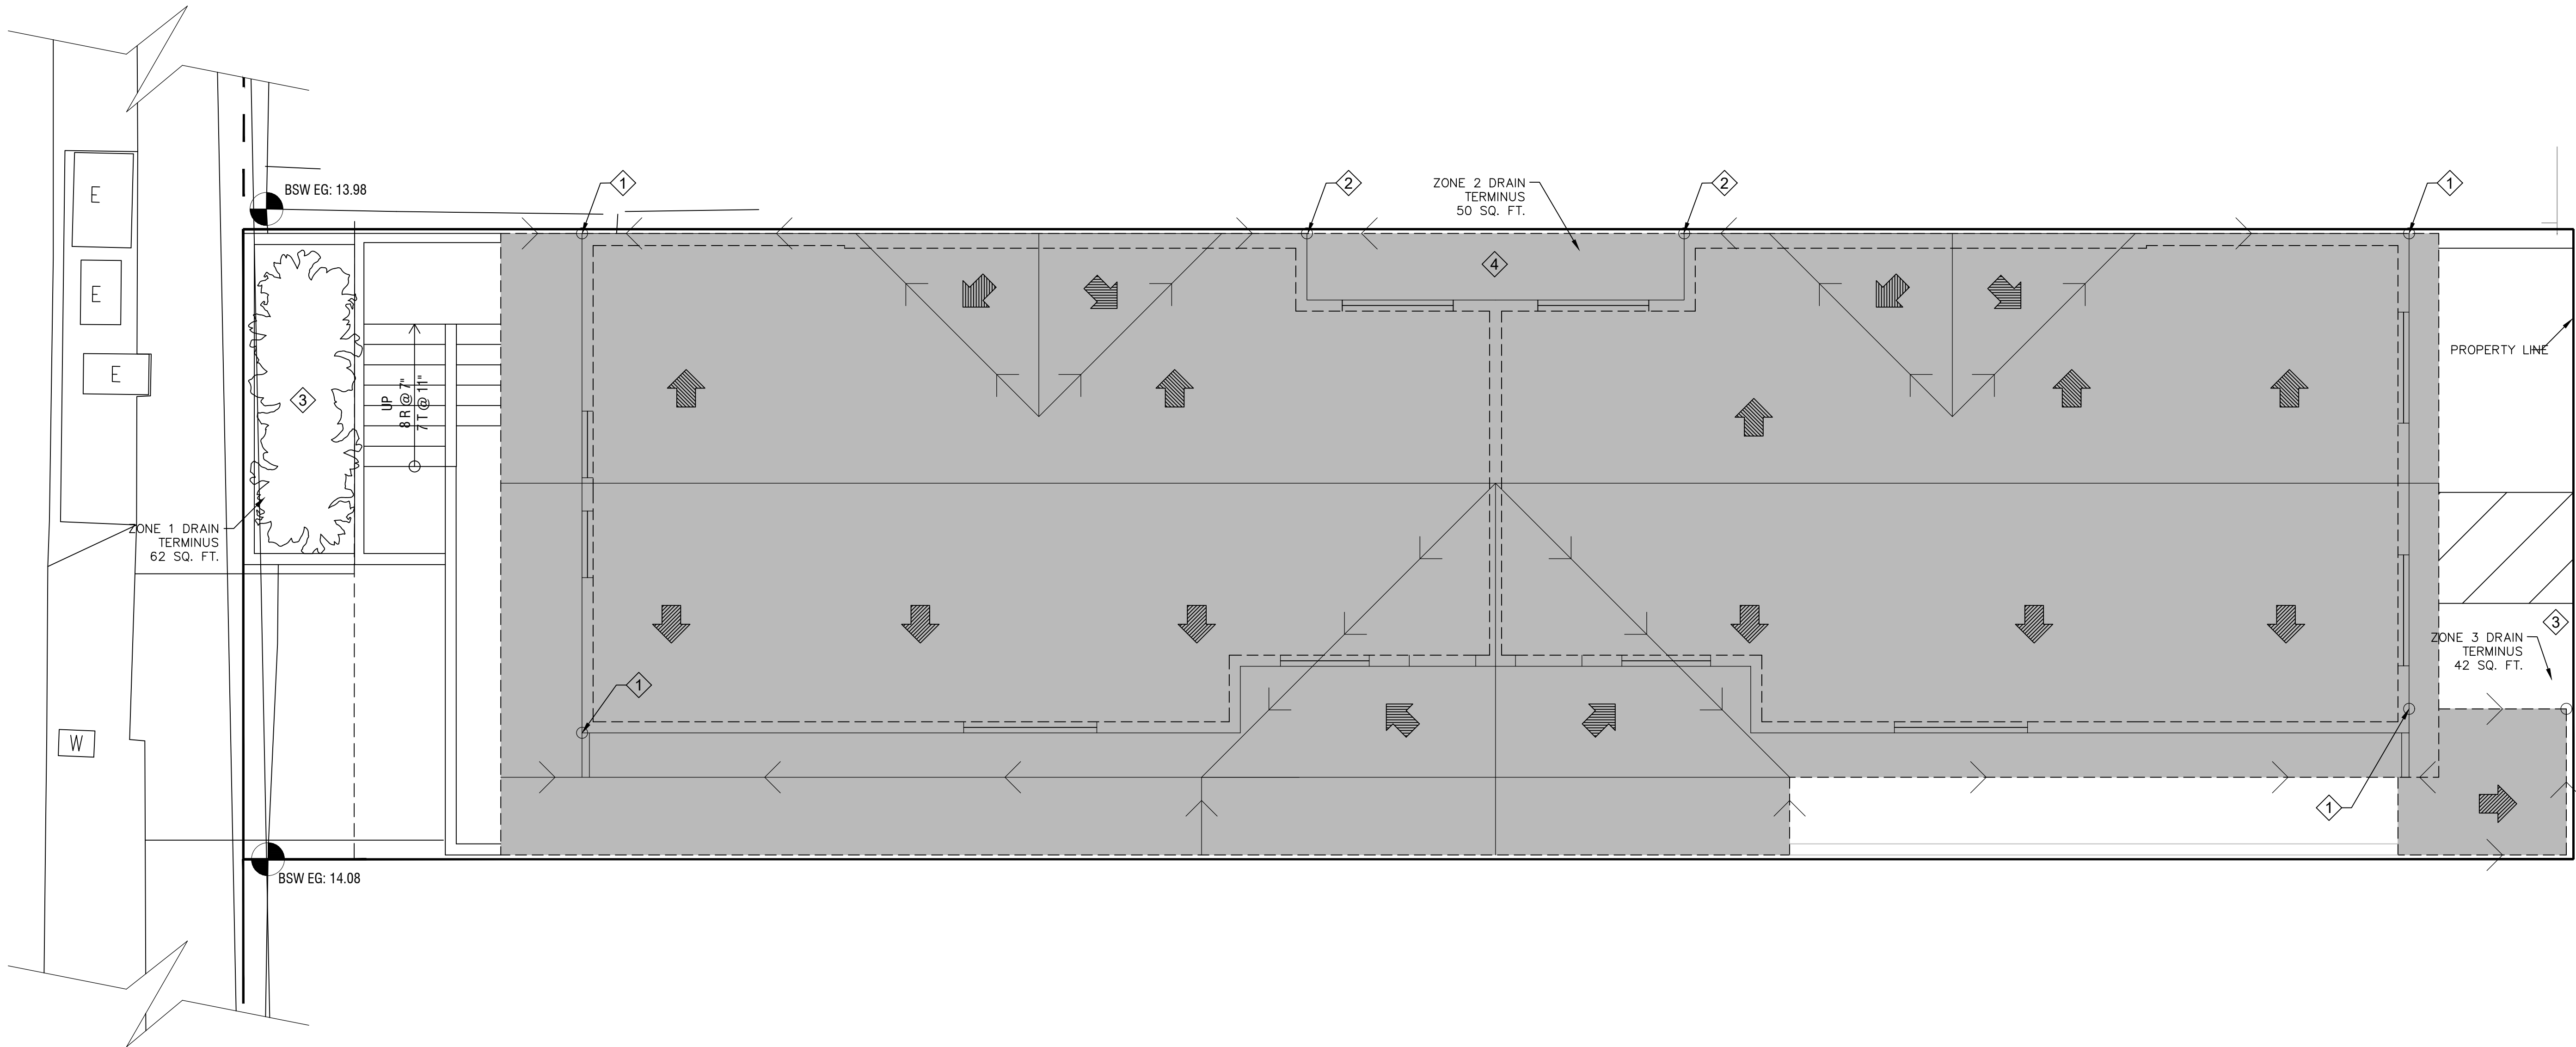 E
BSW EG: 13.98
1
2
ZONE 2 DRAIN
TERMINUS
50 SQ. FT.
2
1
E
4
E
PROPERTY LINE
3
UP
8 R @ 7"
7 T @ 11"
ZONE 1 DRAIN
TERMINUS
62 SQ. FT.
3
ZONE 3 DRAIN
TERMINUS
42 SQ. FT.
1
W
1
BSW EG: 14.08